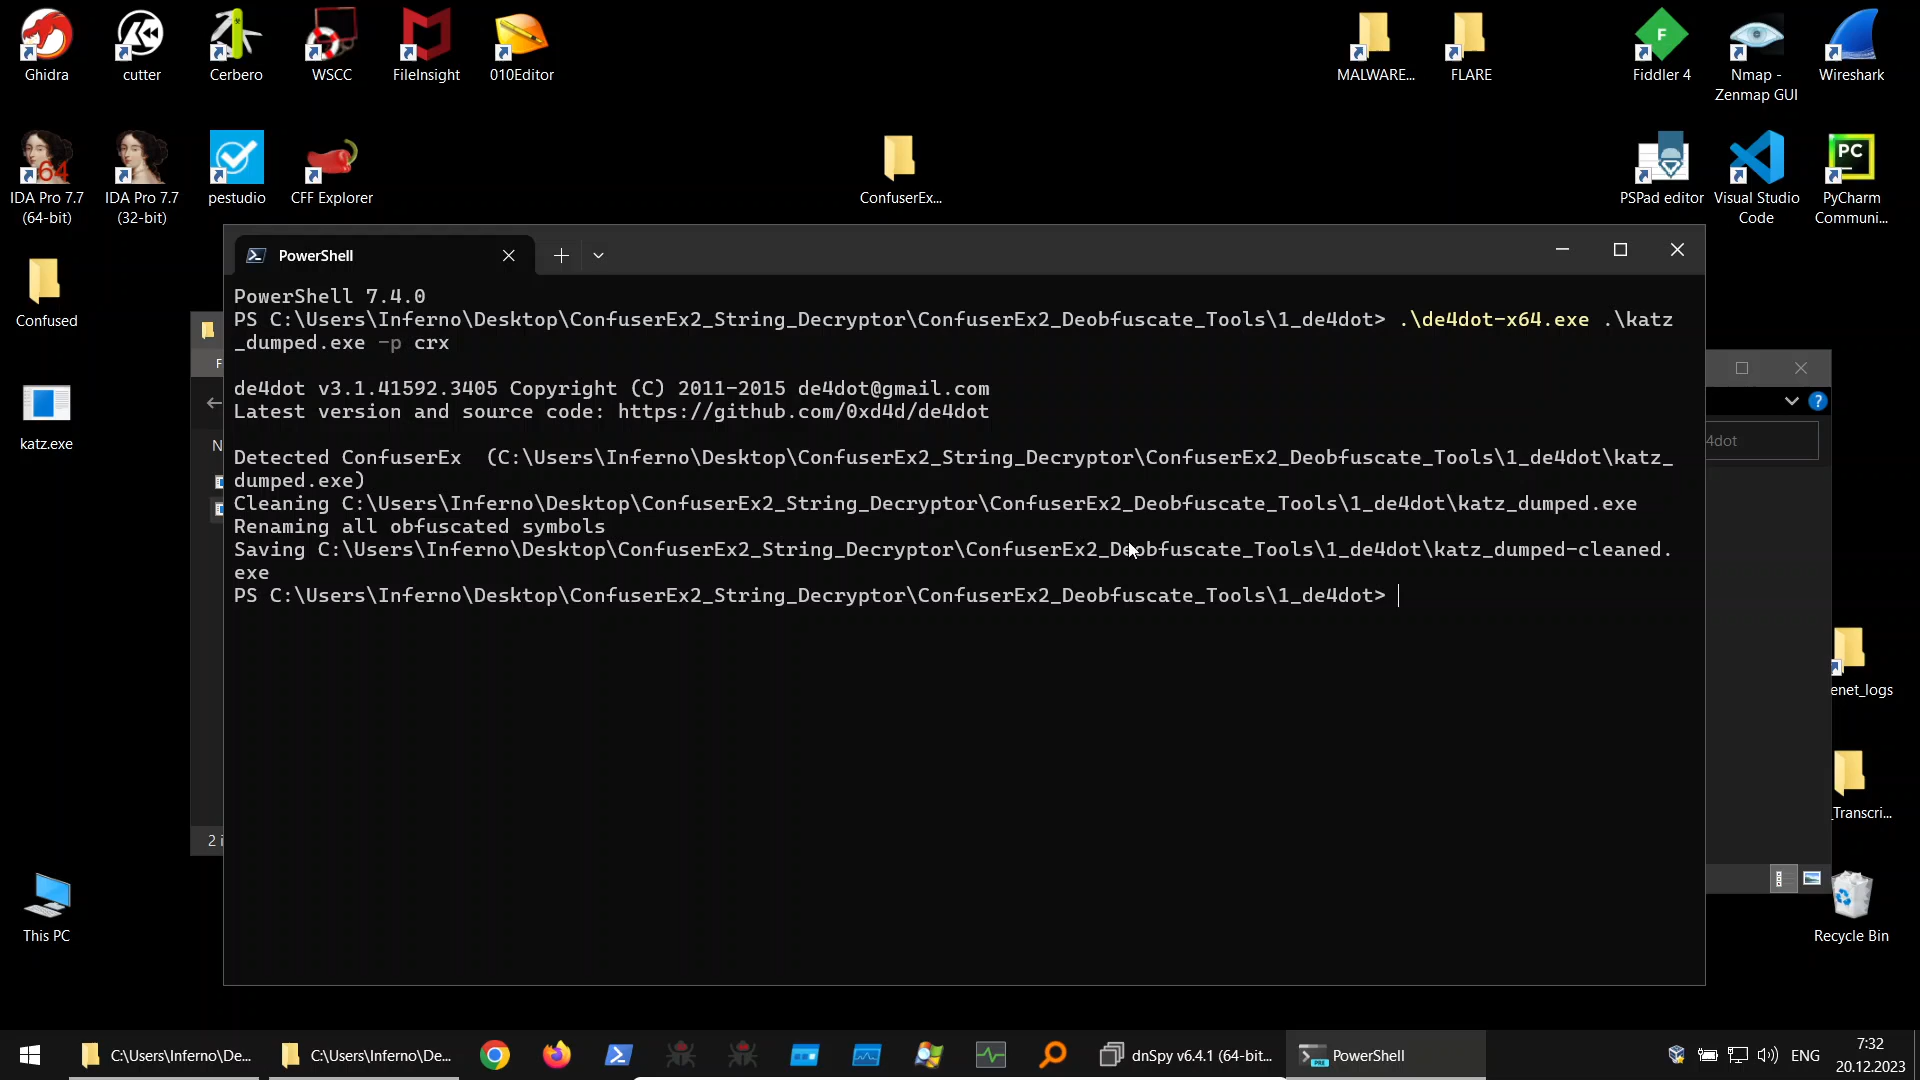 Ghidra
cutter
Cerbero
WSCC
FileInsight
010Editor
MALWARE...
FLARE
F
Fiddler 4
Nmap -
Zenmap GUI
Wireshark
64
IDA Pro 7.7
(64-bit)
IDA Pro 7.7
(32-bit)
pestudio
CFF Explorer
ConfuserEx...
PSPad editor
Visual Studio
Code
PC
PyCharm
Communi...
Confused
katz.exe
PowerShell
PowerShell 7.4.0
PS C:\Users\Inferno\Desktop\ConfuserEx2_String_Decryptor\ConfuserEx2_Deobfuscate_Tools\1_de4dot> .\de4dot-x64.exe .\katz
_dumped.exe -p crx
de4dot v3.1.41592.3405 Copyright (C) 2011-2015 de4dot@gmail.com
Latest version and source code: https://github.com/0xd4d/de4dot
Detected ConfuserEx  (C:\Users\Inferno\Desktop\ConfuserEx2_String_Decryptor\ConfuserEx2_Deobfuscate_Tools\1_de4dot\katz_
dumped.exe)
Cleaning C:\Users\Inferno\Desktop\ConfuserEx2_String_Decryptor\ConfuserEx2_Deobfuscate_Tools\1_de4dot\katz_dumped.exe
Renaming all obfuscated symbols
Saving C:\Users\Inferno\Desktop\ConfuserEx2_String_Decryptor\ConfuserEx2_Deobfuscate_Tools\1_de4dot\katz_dumped-cleaned.
exe
PS C:\Users\Inferno\Desktop\ConfuserEx2_String_Decryptor\ConfuserEx2_Deobfuscate_Tools\1_de4dot>
F
N
2 i
4dot
enet_logs
_Transcri...
This PC
Recycle Bin
C:\Users\Inferno\De...
C:\Users\Inferno\De...
dnSpy v6.4.1 (64-bit...
PowerShell
ENG
7:32
20.12.2023